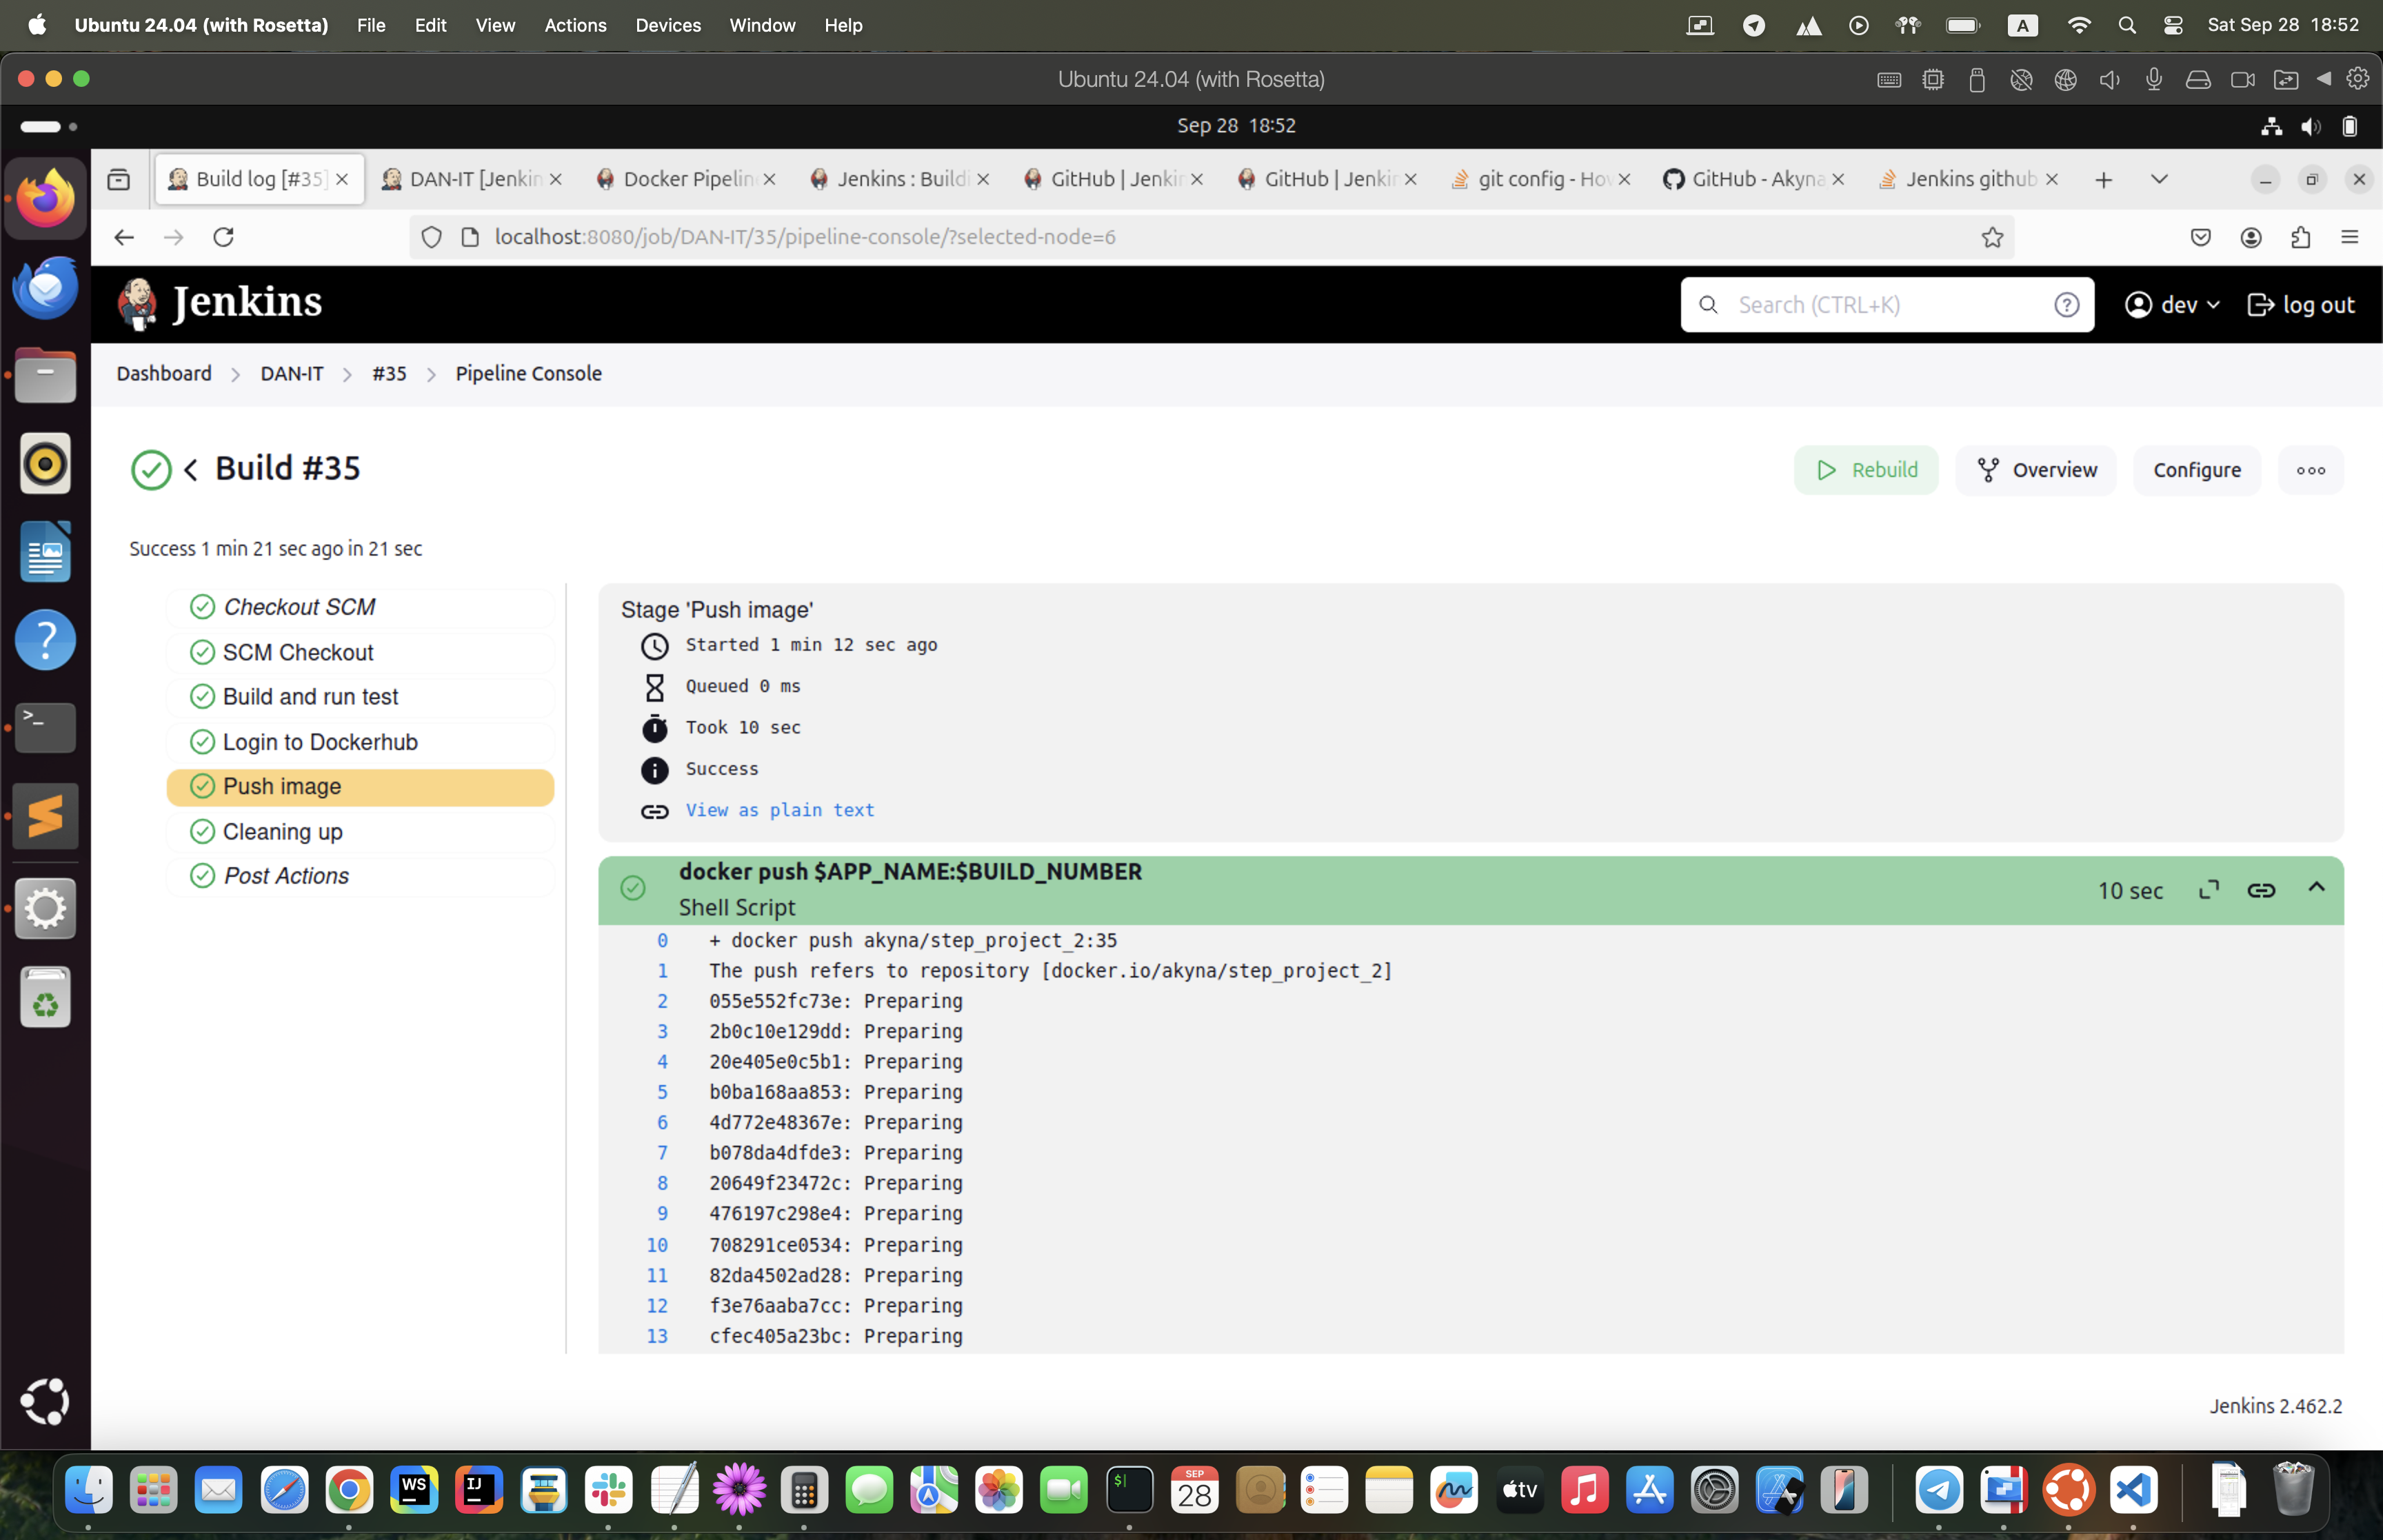 Ubuntu 24.04 (with Rosetta) File Edit View Actions Devices Window Help A Sat Sep 28 18:52
Ubuntu 24.04 (with Rosetta)
Sep 28 18:52
Build log [#35] DAN-IT [Jenkin Docker Pipelin Jenkins : Buildi GitHub | Jenkin GitHub | Jenkin git config - How GitHub - Akyna Jenkins github
localhost:8080/job/DAN-IT/35/pipeline-console/?selected-node=6
Jenkins Search (CTRL+K) ? dev log out
Dashboard DAN-IT #35 Pipeline Console
Build #35 Rebuild Overview Configure
Success 1 min 21 sec ago in 21 sec
Checkout SCM
SCM Checkout
Build and run test
Login to Dockerhub
Push image
Cleaning up
Post Actions
Stage 'Push image'
Started 1 min 12 sec ago
Queued 0 ms
Took 10 sec
Success
View as plain text
docker push $APP_NAME:$BUILD_NUMBER
Shell Script
10 sec
0 + docker push akyna/step_project_2:35
1 The push refers to repository [docker.io/akyna/step_project_2]
2 055e552fc73e: Preparing
3 2b0c10e129dd: Preparing
4 20e405e0c5b1: Preparing
5 b0ba168aa853: Preparing
6 4d772e48367e: Preparing
7 b078da4dfde3: Preparing
8 20649f23472c: Preparing
9 476197c298e4: Preparing
10 708291ce0534: Preparing
11 82da4502ad28: Preparing
12 f3e76aaba7cc: Preparing
13 cfec405a23bc: Preparing
Jenkins 2.462.2
WS IJ $ SEP 28 tv